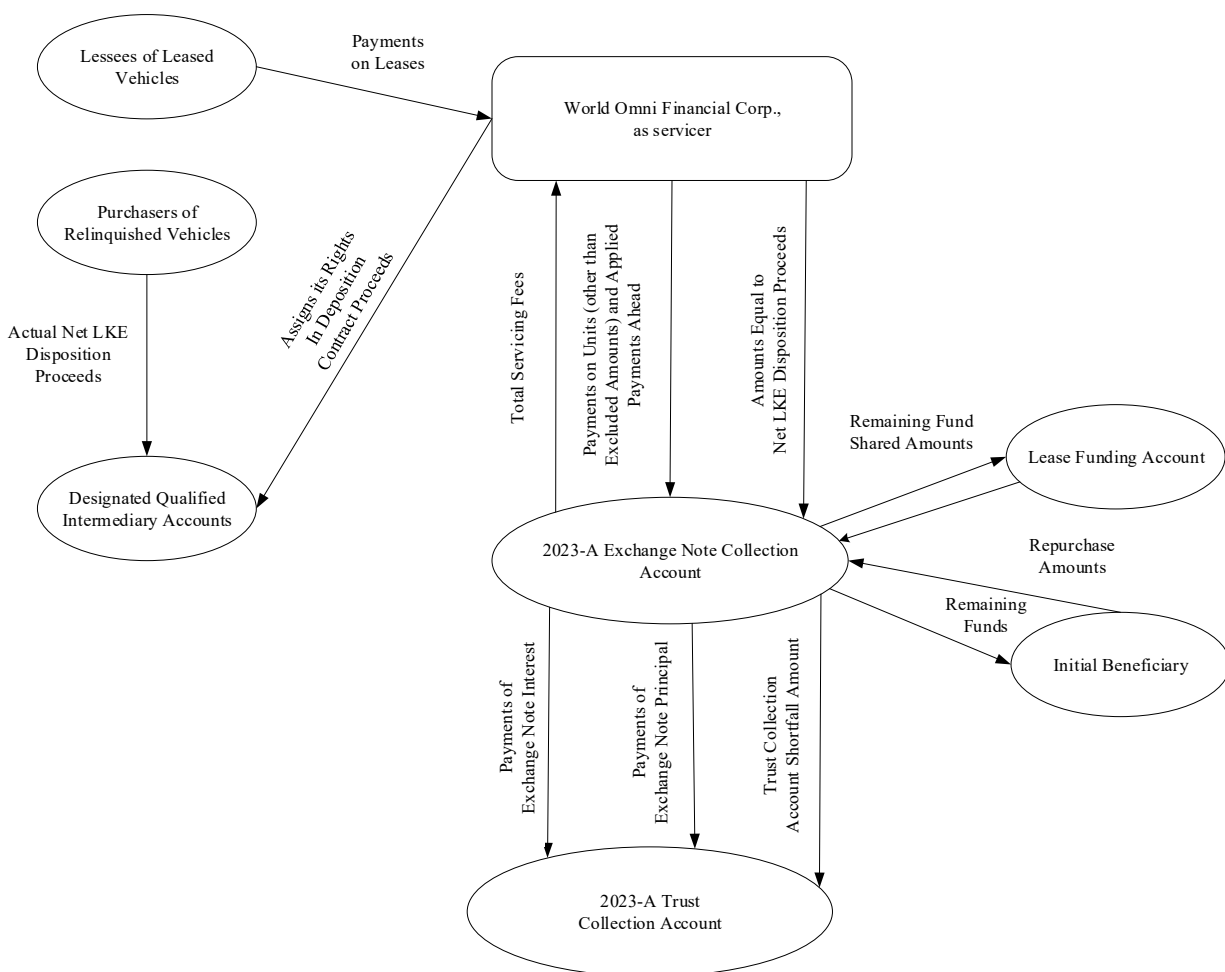 Lessees of Leased
Vehicles
Payments
on Leases
World Omni Financial Corp.,
as servicer
Purchasers of
Relinquished Vehicles
Actual Net LKE
Disposition
Proceeds
Assigns its Rights
In Deposition
Contract Proceeds
Designated Qualified
Intermediary Accounts
Total Servicing Fees
Payments on Units (other than
Excluded Amounts) and Applied
Payments Ahead
Amounts Equal to
Net LKE Disposition Proceeds
Remaining Fund
Shared Amounts
Lease Funding Account
2023-A Exchange Note Collection
Account
Repurchase
Amounts
Remaining
Funds
Initial Beneficiary
Payments of
Exchange Note Interest
Payments of
Exchange Note Principal
Trust Collection
Account Shortfall Amount
2023-A Trust
Collection Account